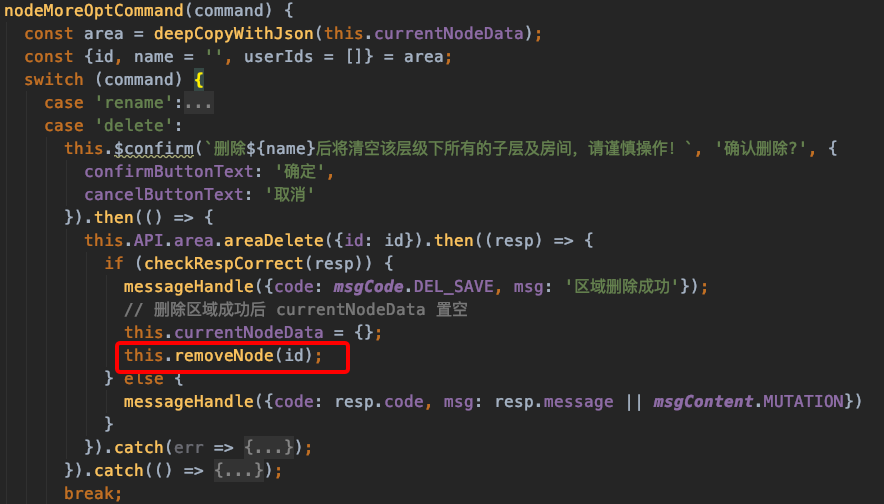 nodeMoreOptCommand(command) {
const area = deepCopyWithJson(this.currentNodeData);
const {id, name = '', userIds = []} = area;
switch (command) {
case 'rename':...
case 'delete':
this.$confirm(`删除${name}后将清空该层级下所有的子层及房间，请谨慎操作！`, '确认删除?', {
confirmButtonText: '确定',
cancelButtonText: '取消'
}).then(() => {
this.API.area.areaDelete({id: id}).then((resp) => {
if (checkRespCorrect(resp)) {
messageHandle({code: msgCode.DEL_SAVE, msg: '区域删除成功'});
// 删除区域成功后 currentNodeData 置空
this.currentNodeData = {};
this.removeNode(id);
} else {
messageHandle({code: resp.code, msg: resp.message || msgContent.MUTATION})
}
}).catch(err => {...});
}).catch(() => {...});
break;